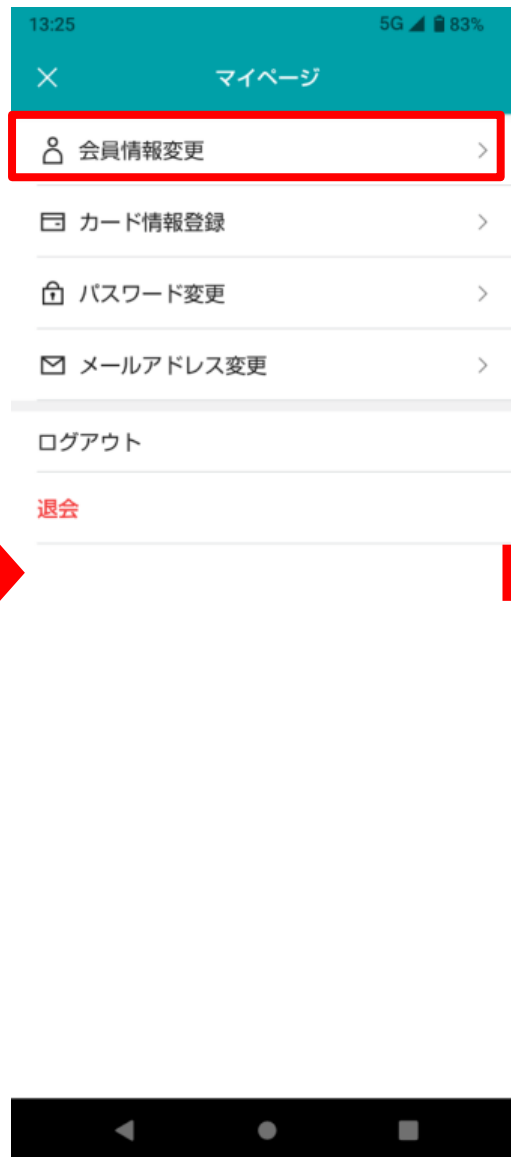 13:25 5G 83%
マイページ
会員情報変更
カード情報登録
パスワード変更
メールアドレス変更
ログアウト
退会